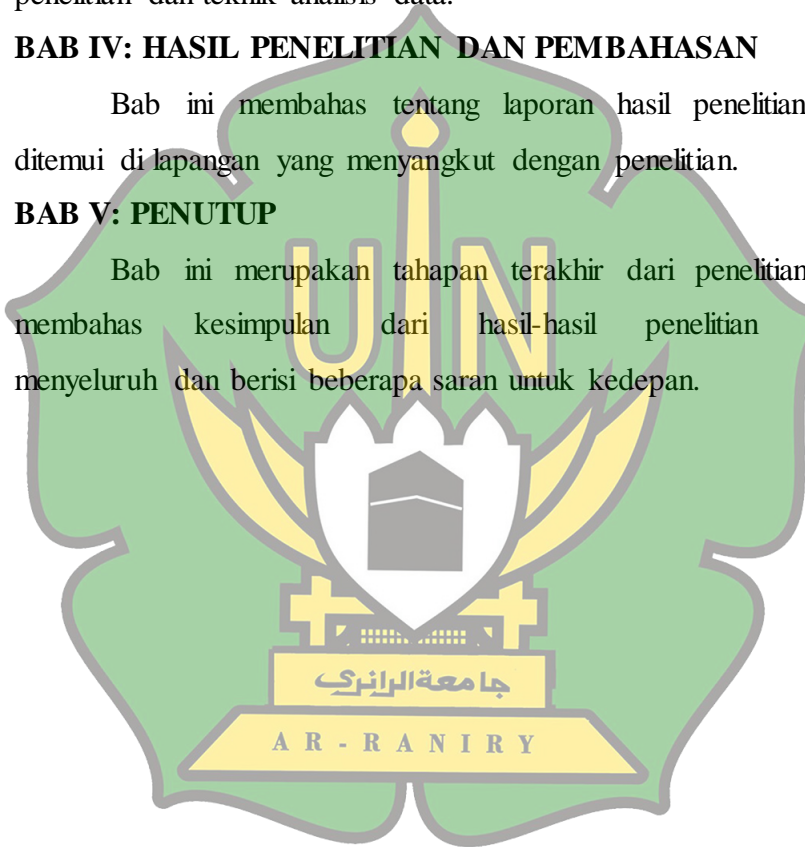 penelitian dan teknik analisis data.
BAB IV: HASIL PENELITIAN DAN PEMBAHASAN
Bab ini membahas tentang laporan hasil penelitian
ditemui di lapangan yang menyangkut dengan penelitian.
BAB V: PENUTUP
Bab ini merupakan tahapan terakhir dari penelitian
membahas kesimpulan dari hasil-hasil penelitian
menyeluruh dan berisi beberapa saran untuk kedepan.
UIN
جامعة الرانري
AR-RANIRY